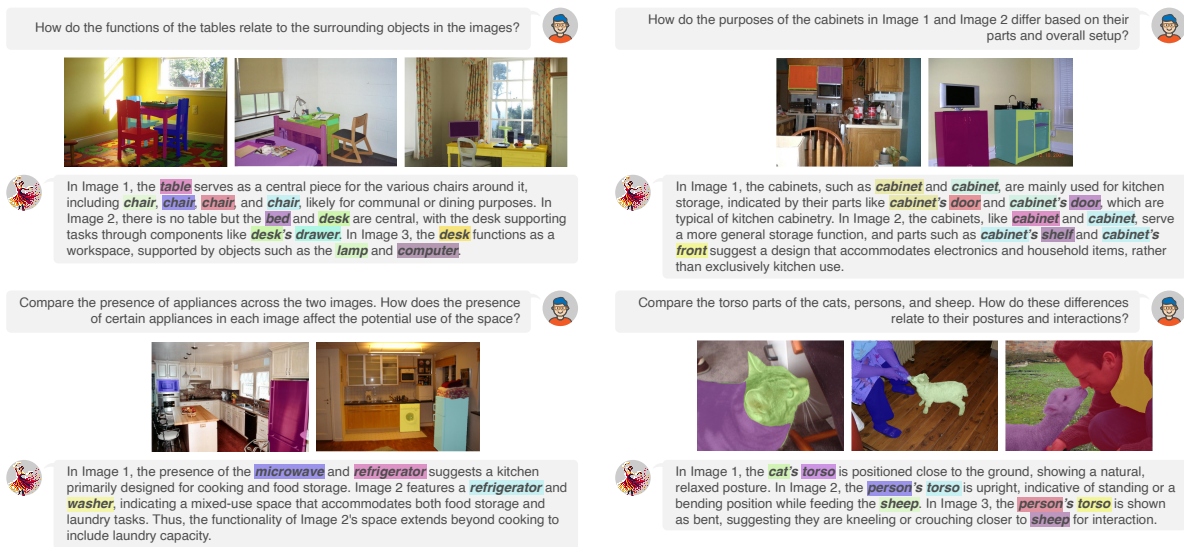 How do the functions of the tables relate to the surrounding objects in the images?
In Image 1, the table serves as a central piece for the various chairs around it,
including chair, chair, chair, and chair, likely for communal or dining purposes. In
Image 2, there is no table but the bed and desk are central, with the desk supporting
tasks through components like desk's drawer. In Image 3, the desk functions as a
workspace, supported by objects such as the lamp and computer.
How do the purposes of the cabinets in Image 1 and Image 2 differ based on their
parts and overall setup?
In Image 1, the cabinets, such as cabinet and cabinet, are mainly used for kitchen
storage, indicated by their parts like cabinet's door and cabinet's door, which are
typical of kitchen cabinetry. In Image 2, the cabinets, like cabinet and cabinet, serve
a more general storage function, and parts such as cabinet's shelf and cabinet's
front suggest a design that accommodates electronics and household items, rather
than exclusively kitchen use.
Compare the presence of appliances across the two images. How does the presence
of certain appliances in each image affect the potential use of the space?
In Image 1, the presence of the microwave and refrigerator suggests a kitchen
primarily designed for cooking and food storage. Image 2 features a refrigerator and
washer, indicating a mixed-use space that accommodates both food storage and
laundry tasks. Thus, the functionality of Image 2's space extends beyond cooking to
include laundry capacity.
Compare the torso parts of the cats, persons, and sheep. How do these differences
relate to their postures and interactions?
In Image 1, the cat's torso is positioned close to the ground, showing a natural,
relaxed posture. In Image 2, the person's torso is upright, indicative of standing or a
bending position while feeding the sheep. In Image 3, the person's torso is shown
as bent, suggesting they are kneeling or crouching closer to sheep for interaction.